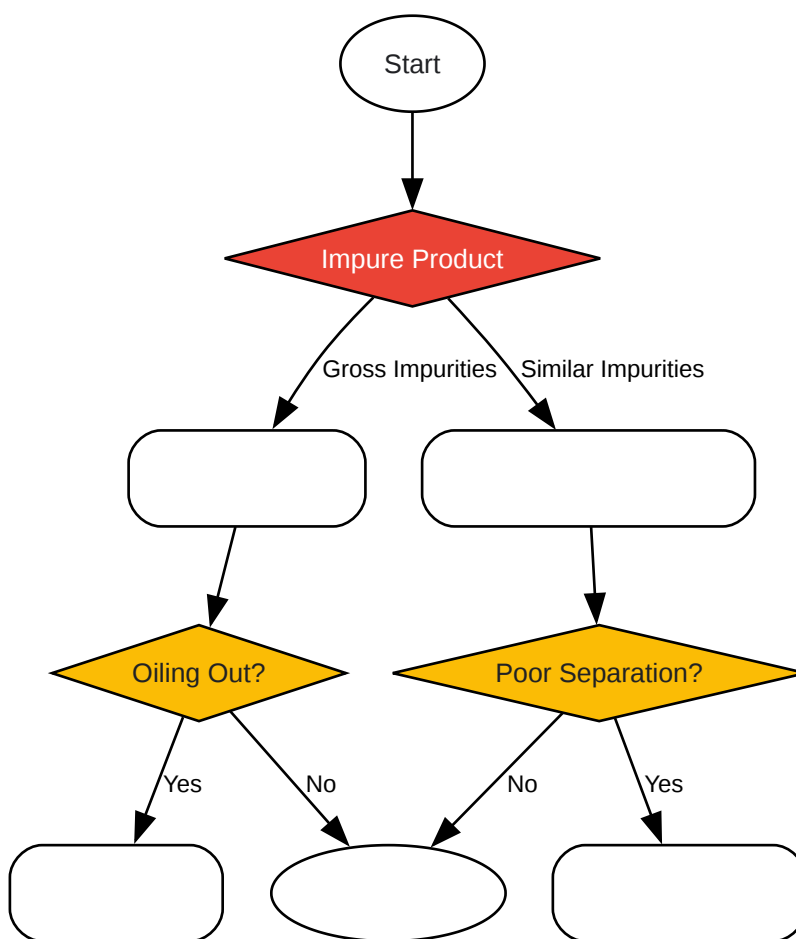 Start
Impure Product
Gross Impurities
Similar Impurities
Oiling Out?
Poor Separation?
Yes
No
No
Yes